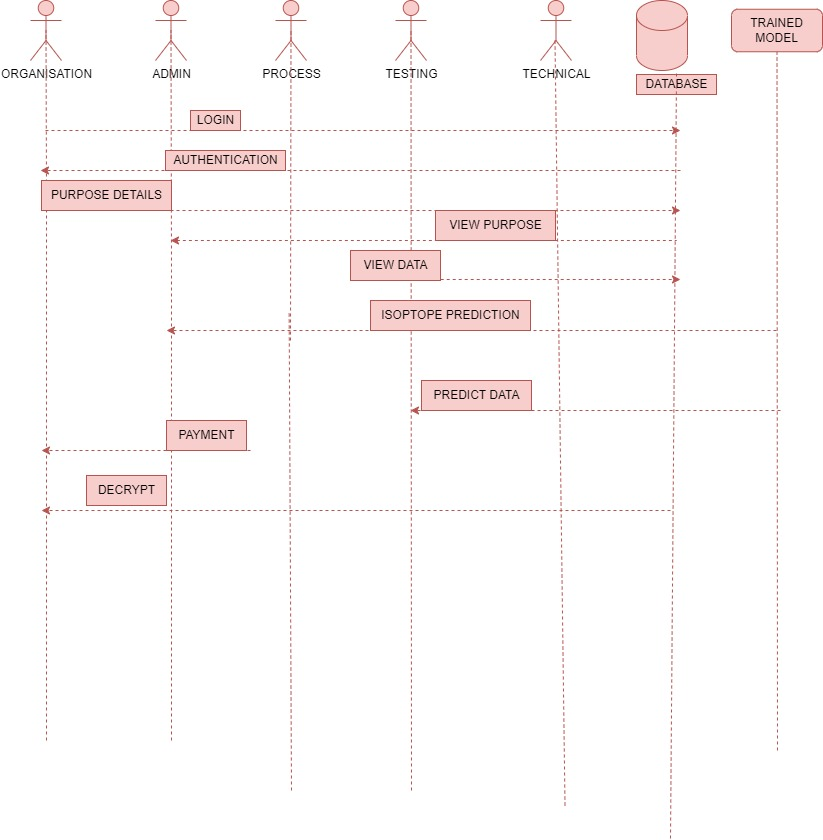 ORGANISATION
ADMIN
PROCESS
TESTING
TECHNICAL
DATABASE
TRAINED
MODEL
LOGIN
AUTHENTICATION
PURPOSE DETAILS
VIEW PURPOSE
VIEW DATA
ISOPTOPE PREDICTION
PREDICT DATA
PAYMENT
DECRYPT